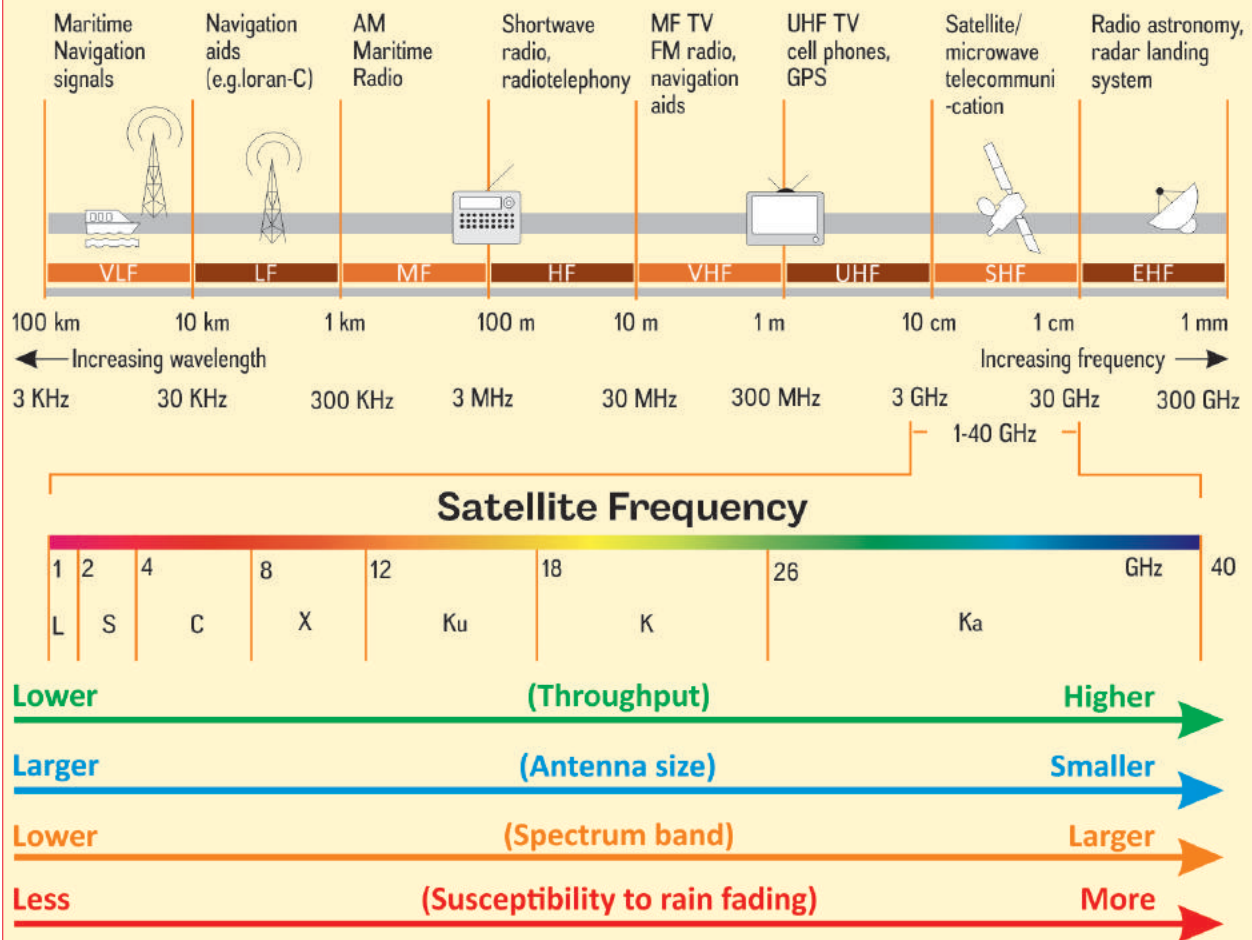 Maritime
Navigation
signals
Navigation
aids
(e.g.loran-C)
AM
Maritime
Radio
Shortwave
radio,
radiotelephony
MF TV
FM radio,
navigation
aids
UHF TV
cell phones,
GPS
Satellite/
microwave
telecommuni
-cation
Radio astronomy,
radar landing
system
VLF LF MF HF VHF UHF SHF EHF
100 km 10 km 1 km 100 m 10 m 1 m 10 cm 1 cm 1 mm
Increasing wavelength Increasing frequency
3 KHz 30 KHz 300 KHz 3 MHz 30 MHz 300 MHz 3 GHz 30 GHz 300 GHz
1-40 GHz
Satellite Frequency
1 2 4 8 12 18 26 GHz 40
L S C X Ku K Ka
Lower (Throughput) Higher
Larger (Antenna size) Smaller
Lower (Spectrum band) Larger
Less (Susceptibility to rain fading) More